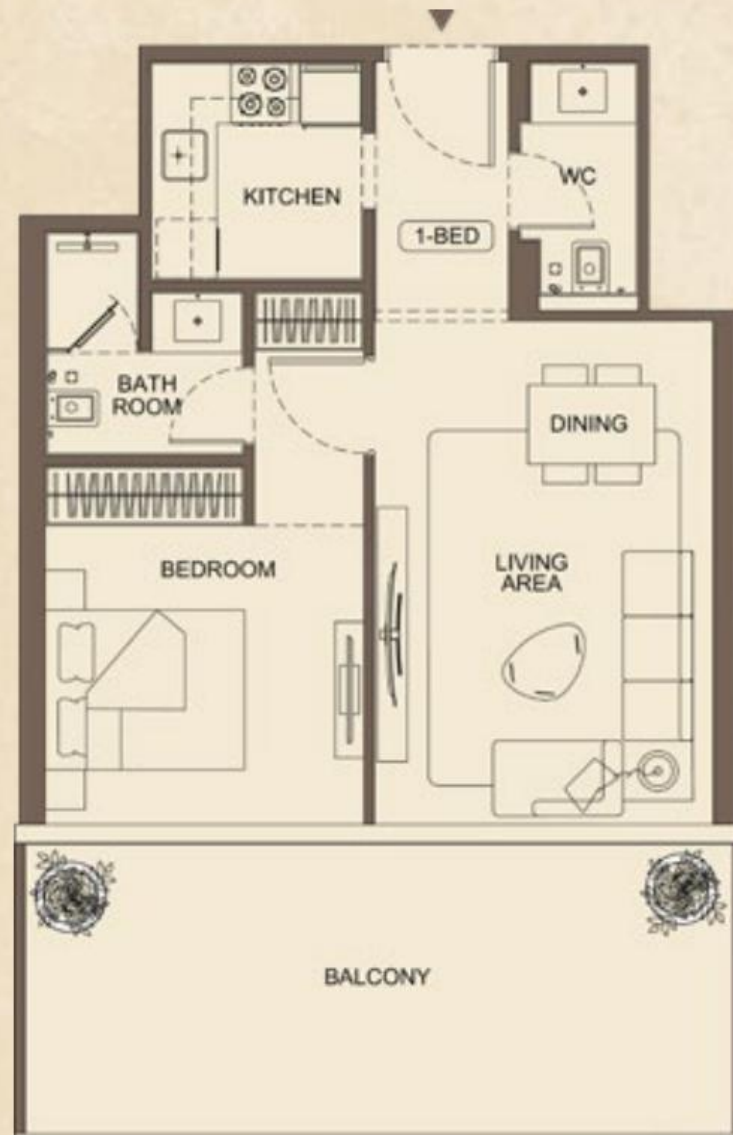 KITCHEN
WC
1-BED
BATH
ROOM
DINING
BEDROOM
LIVING
AREA
BALCONY